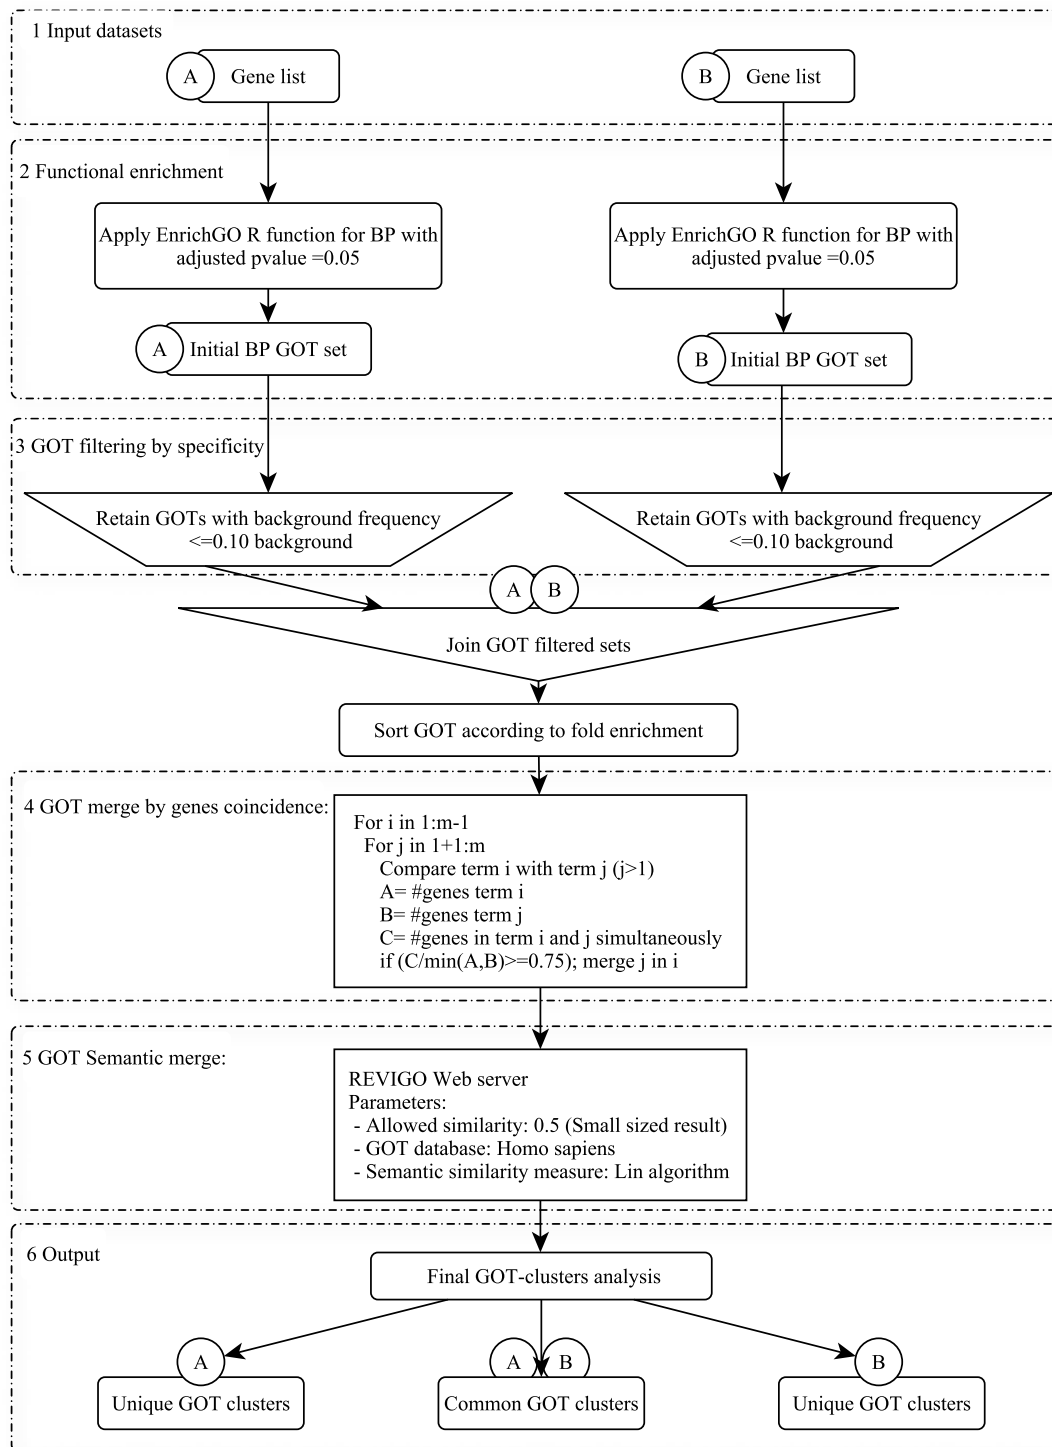 1 Input datasets
A Gene list
B Gene list
2 Functional enrichment
Apply EnrichGO R function for BP with
adjusted pvalue =0.05
Apply EnrichGO R function for BP with
adjusted pvalue =0.05
A Initial BP GOT set
B Initial BP GOT set
3 GOT filtering by specificity
Retain GOTs with background frequency
<=0.10 background
Retain GOTs with background frequency
<=0.10 background
A B
Join GOT filtered sets
Sort GOT according to fold enrichment
4 GOT merge by genes coincidence:
For i in 1:m-1
For j in 1+1:m
Compare term i with term j (j>1)
A= #genes term i
B= #genes term j
C= #genes in term i and j simultaneously
if (C/min(A,B)>=0.75); merge j in i
5 GOT Semantic merge:
REVIGO Web server
Parameters:
- Allowed similarity: 0.5 (Small sized result)
- GOT database: Homo sapiens
- Semantic similarity measure: Lin algorithm
6 Output
Final GOT-clusters analysis
A
Unique GOT clusters
A B
Common GOT clusters
B
Unique GOT clusters